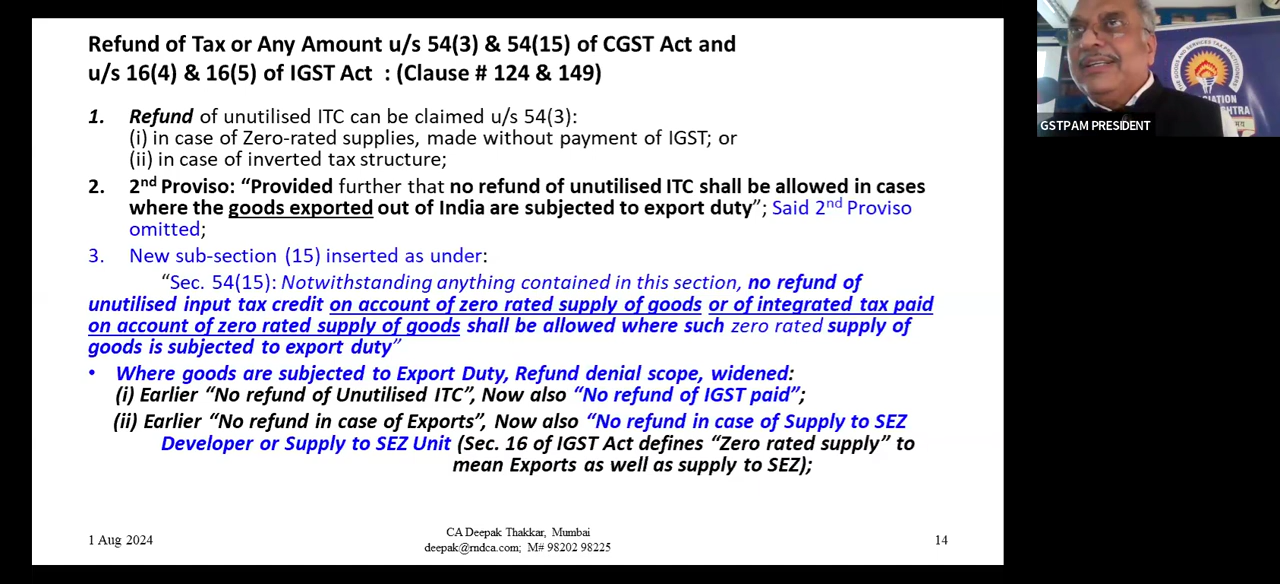 Refund of Tax or Any Amount u/s 54(3) & 54(15) of CGST Act and
u/s 16(4) & 16(5) of IGST Act : (Clause # 124 & 149)
1. Refund of unutilised ITC can be claimed u/s 54(3):
(i) in case of Zero-rated supplies, made without payment of IGST; or
(ii) in case of inverted tax structure;
2. 2nd Proviso: “Provided further that no refund of unutilised ITC shall be allowed in cases
where the goods exported out of India are subjected to export duty”; Said 2nd Proviso
omitted;
3. New sub-section (15) inserted as under:
“Sec. 54(15): Notwithstanding anything contained in this section, no refund of
unutilised input tax credit on account of zero rated supply of goods or of integrated tax paid
on account of zero rated supply of goods shall be allowed where such zero rated supply of
goods is subjected to export duty”
• Where goods are subjected to Export Duty, Refund denial scope, widened:
(i) Earlier “No refund of Unutilised ITC”, Now also “No refund of IGST paid”;
(ii) Earlier “No refund in case of Exports”, Now also “No refund in case of Supply to SEZ
Developer or Supply to SEZ Unit (Sec. 16 of IGST Act defines “Zero rated supply” to
mean Exports as well as supply to SEZ);
1 Aug 2024
CA Deepak Thakkar, Mumbai
deepak@rndca.com; M# 98202 98225
14
GSTPAM PRESIDENT